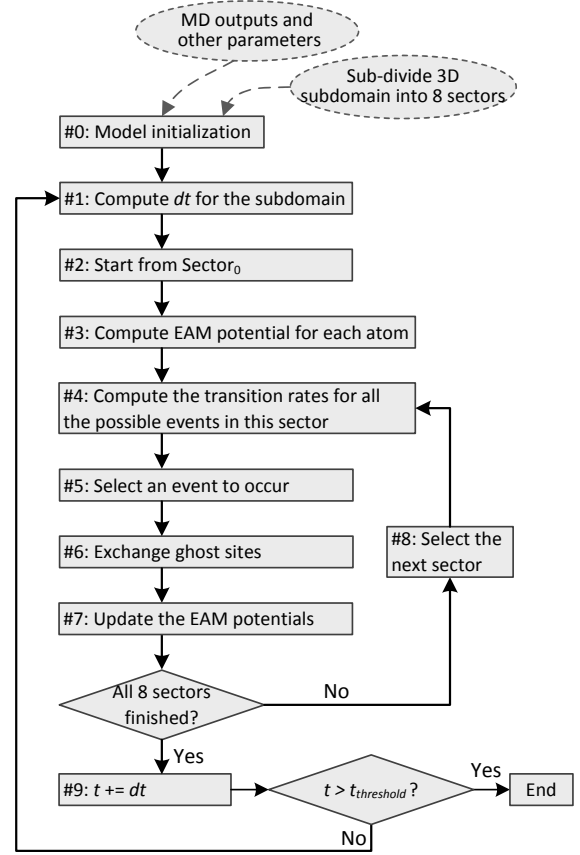 MD outputs and
other parameters
Sub-divide 3D
subdomain into 8 sectors
#0: Model initialization
#1: Compute dt for the subdomain
#2: Start from Sector₀
#3: Compute EAM potential for each atom
#4: Compute the transition rates for all
the possible events in this sector
#5: Select an event to occur
#6: Exchange ghost sites
#8: Select the
next sector
#7: Update the EAM potentials
All 8 sectors
finished?
No
Yes
#9: t += dt
t > t_threshold ?
Yes
End
No